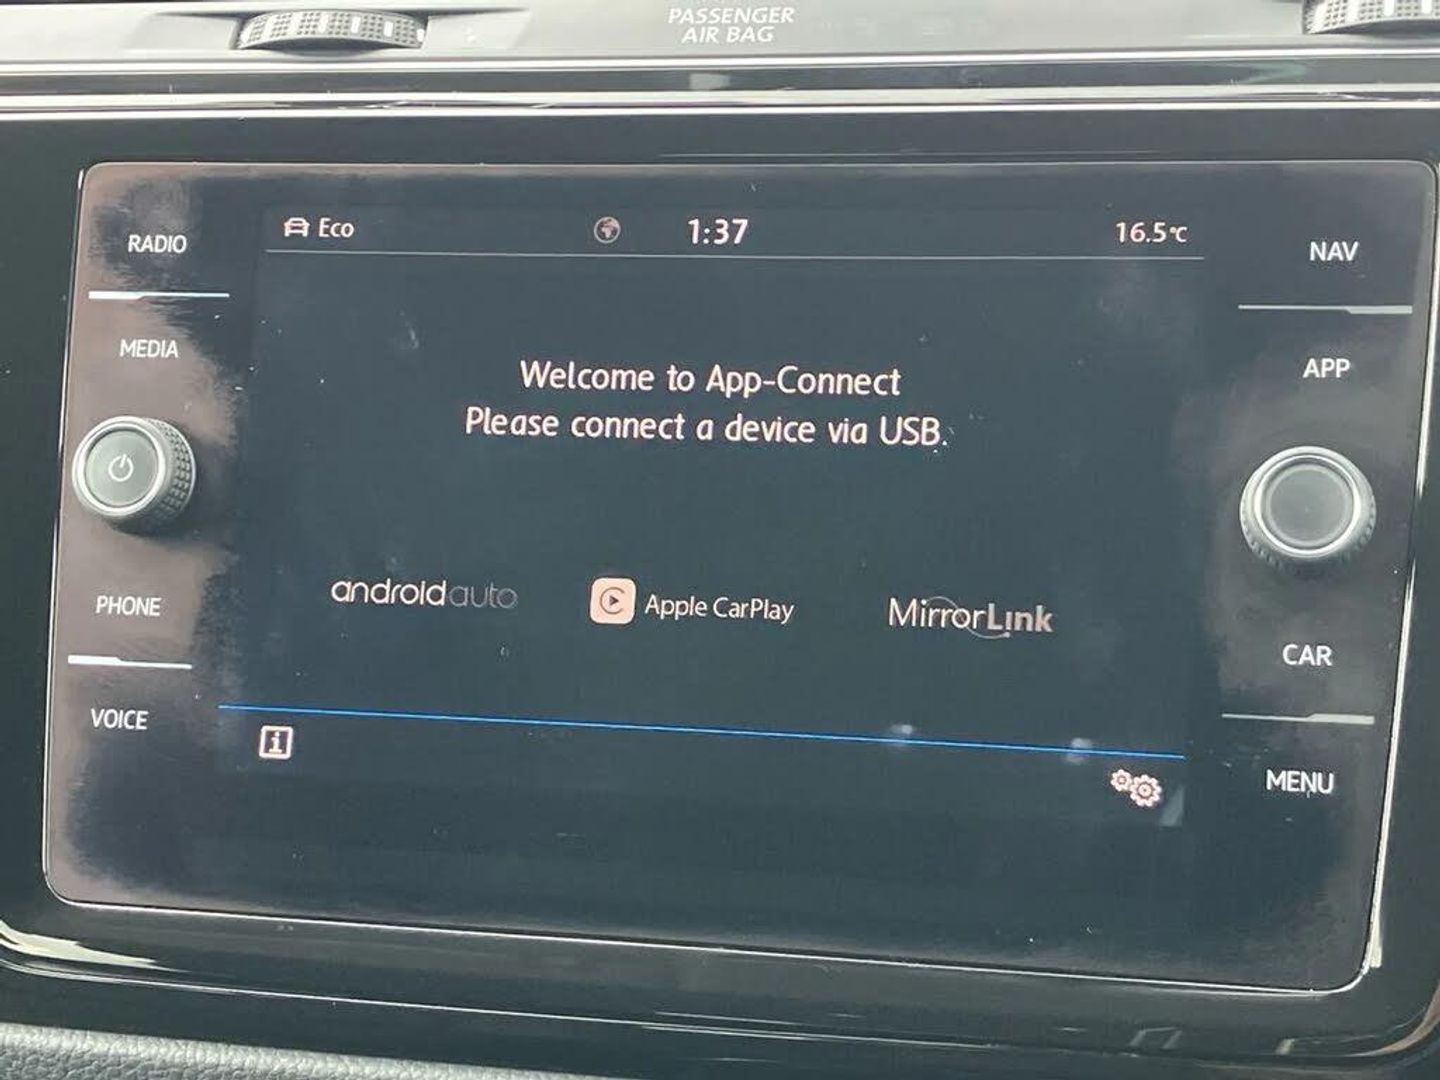 PASSENGER
AIR BAG
RADIO
MEDIA
PHONE
VOICE
Eco
1:37
16.5°C
Welcome to App-Connect
Please connect a device via USB.
androidauto
Apple CarPlay
MirrorLink
i
NAV
APP
CAR
MENU